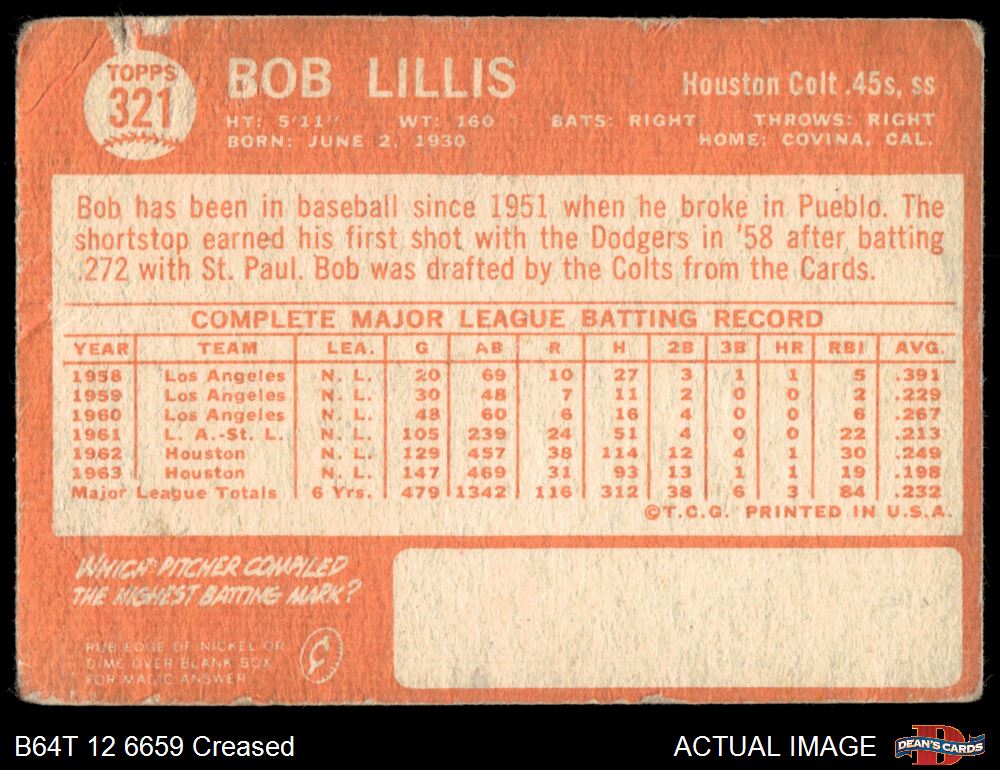 TOPPS
321
BOB LILLIS
Houston Colt .45s, ss
HT: 5'11" WT: 160 BATS: RIGHT THROWS: RIGHT
BORN: JUNE 2, 1930 HOME: COVINA, CAL.
Bob has been in baseball since 1951 when he broke in Pueblo. The
shortstop earned his first shot with the Dodgers in '58 after batting
.272 with St. Paul. Bob was drafted by the Colts from the Cards.
COMPLETE MAJOR LEAGUE BATTING RECORD
YEAR TEAM LEA. G AB R H 2B 3B HR RBI AVG.
1958 Los Angeles N. L. 20 69 10 27 3 1 1 5 .391
1959 Los Angeles N. L. 30 48 7 11 2 0 0 2 .229
1960 Los Angeles N. L. 48 60 6 16 4 0 0 6 .267
1961 L. A.-St. L. N. L. 105 239 24 51 4 0 0 22 .213
1962 Houston N. L. 129 457 38 114 12 4 1 30 .249
1963 Houston N. L. 147 469 31 93 13 1 1 19 .198
Major League Totals 6 Yrs. 479 1342 116 312 38 6 3 84 .232
©T.C.G. PRINTED IN U.S.A.
WHICH PITCHER COMPILED
THE HIGHEST BATTING MARK?
RUB EDGE OF NICKEL OR
DIME OVER BLANK BOX
FOR MAGIC ANSWER
B64T 12 6659 Creased
ACTUAL IMAGE
DEAN'S CARDS